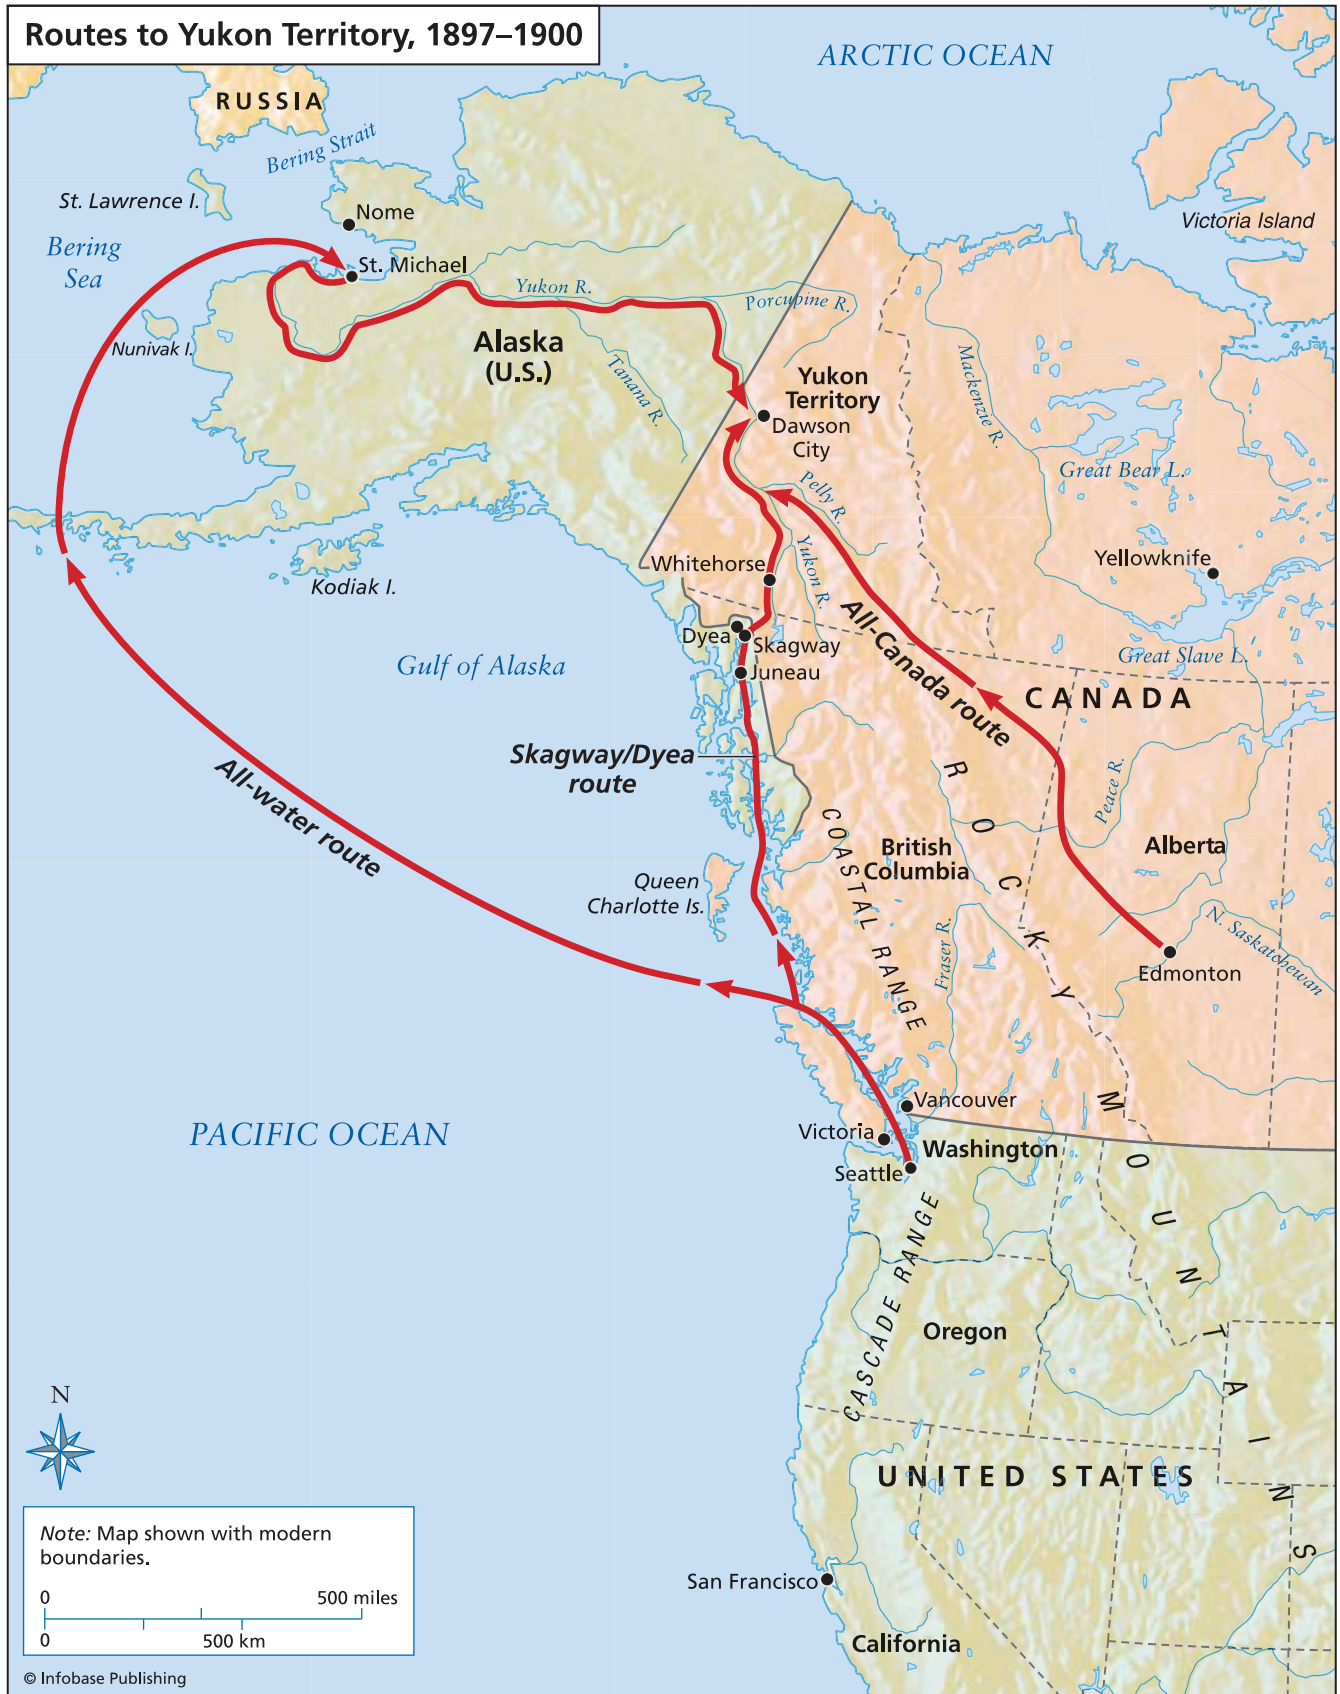 Routes to Yukon Territory, 1897–1900
ARCTIC OCEAN
RUSSIA
Bering Strait
St. Lawrence I.
Nome
Victoria Island
Bering
Sea
St. Michael
Yukon R.
Porcupine R.
Nunivak I.
Alaska
(U.S.)
Tanana R.
Mackenzie R.
Yukon
Territory
Dawson
City
Great Bear L.
Pelly R.
Yukon R.
Whitehorse
Yellowknife
Kodiak I.
All-Canada route
Dyea
Skagway
Great Slave L.
Gulf of Alaska
Juneau
CANADA
Skagway/Dyea
route
All-water route
Peace R.
COASTAL RANGE
British
Columbia
Alberta
Queen
Charlotte Is.
Fraser R.
N. Saskatchewan
Edmonton
ROCKY MOUNTAINS
Vancouver
PACIFIC OCEAN
Victoria
Washington
Seattle
CASCADE RANGE
Oregon
N
UNITED STATES
Note: Map shown with modern
boundaries.
San Francisco
0 500 miles
0 500 km
California
© Infobase Publishing